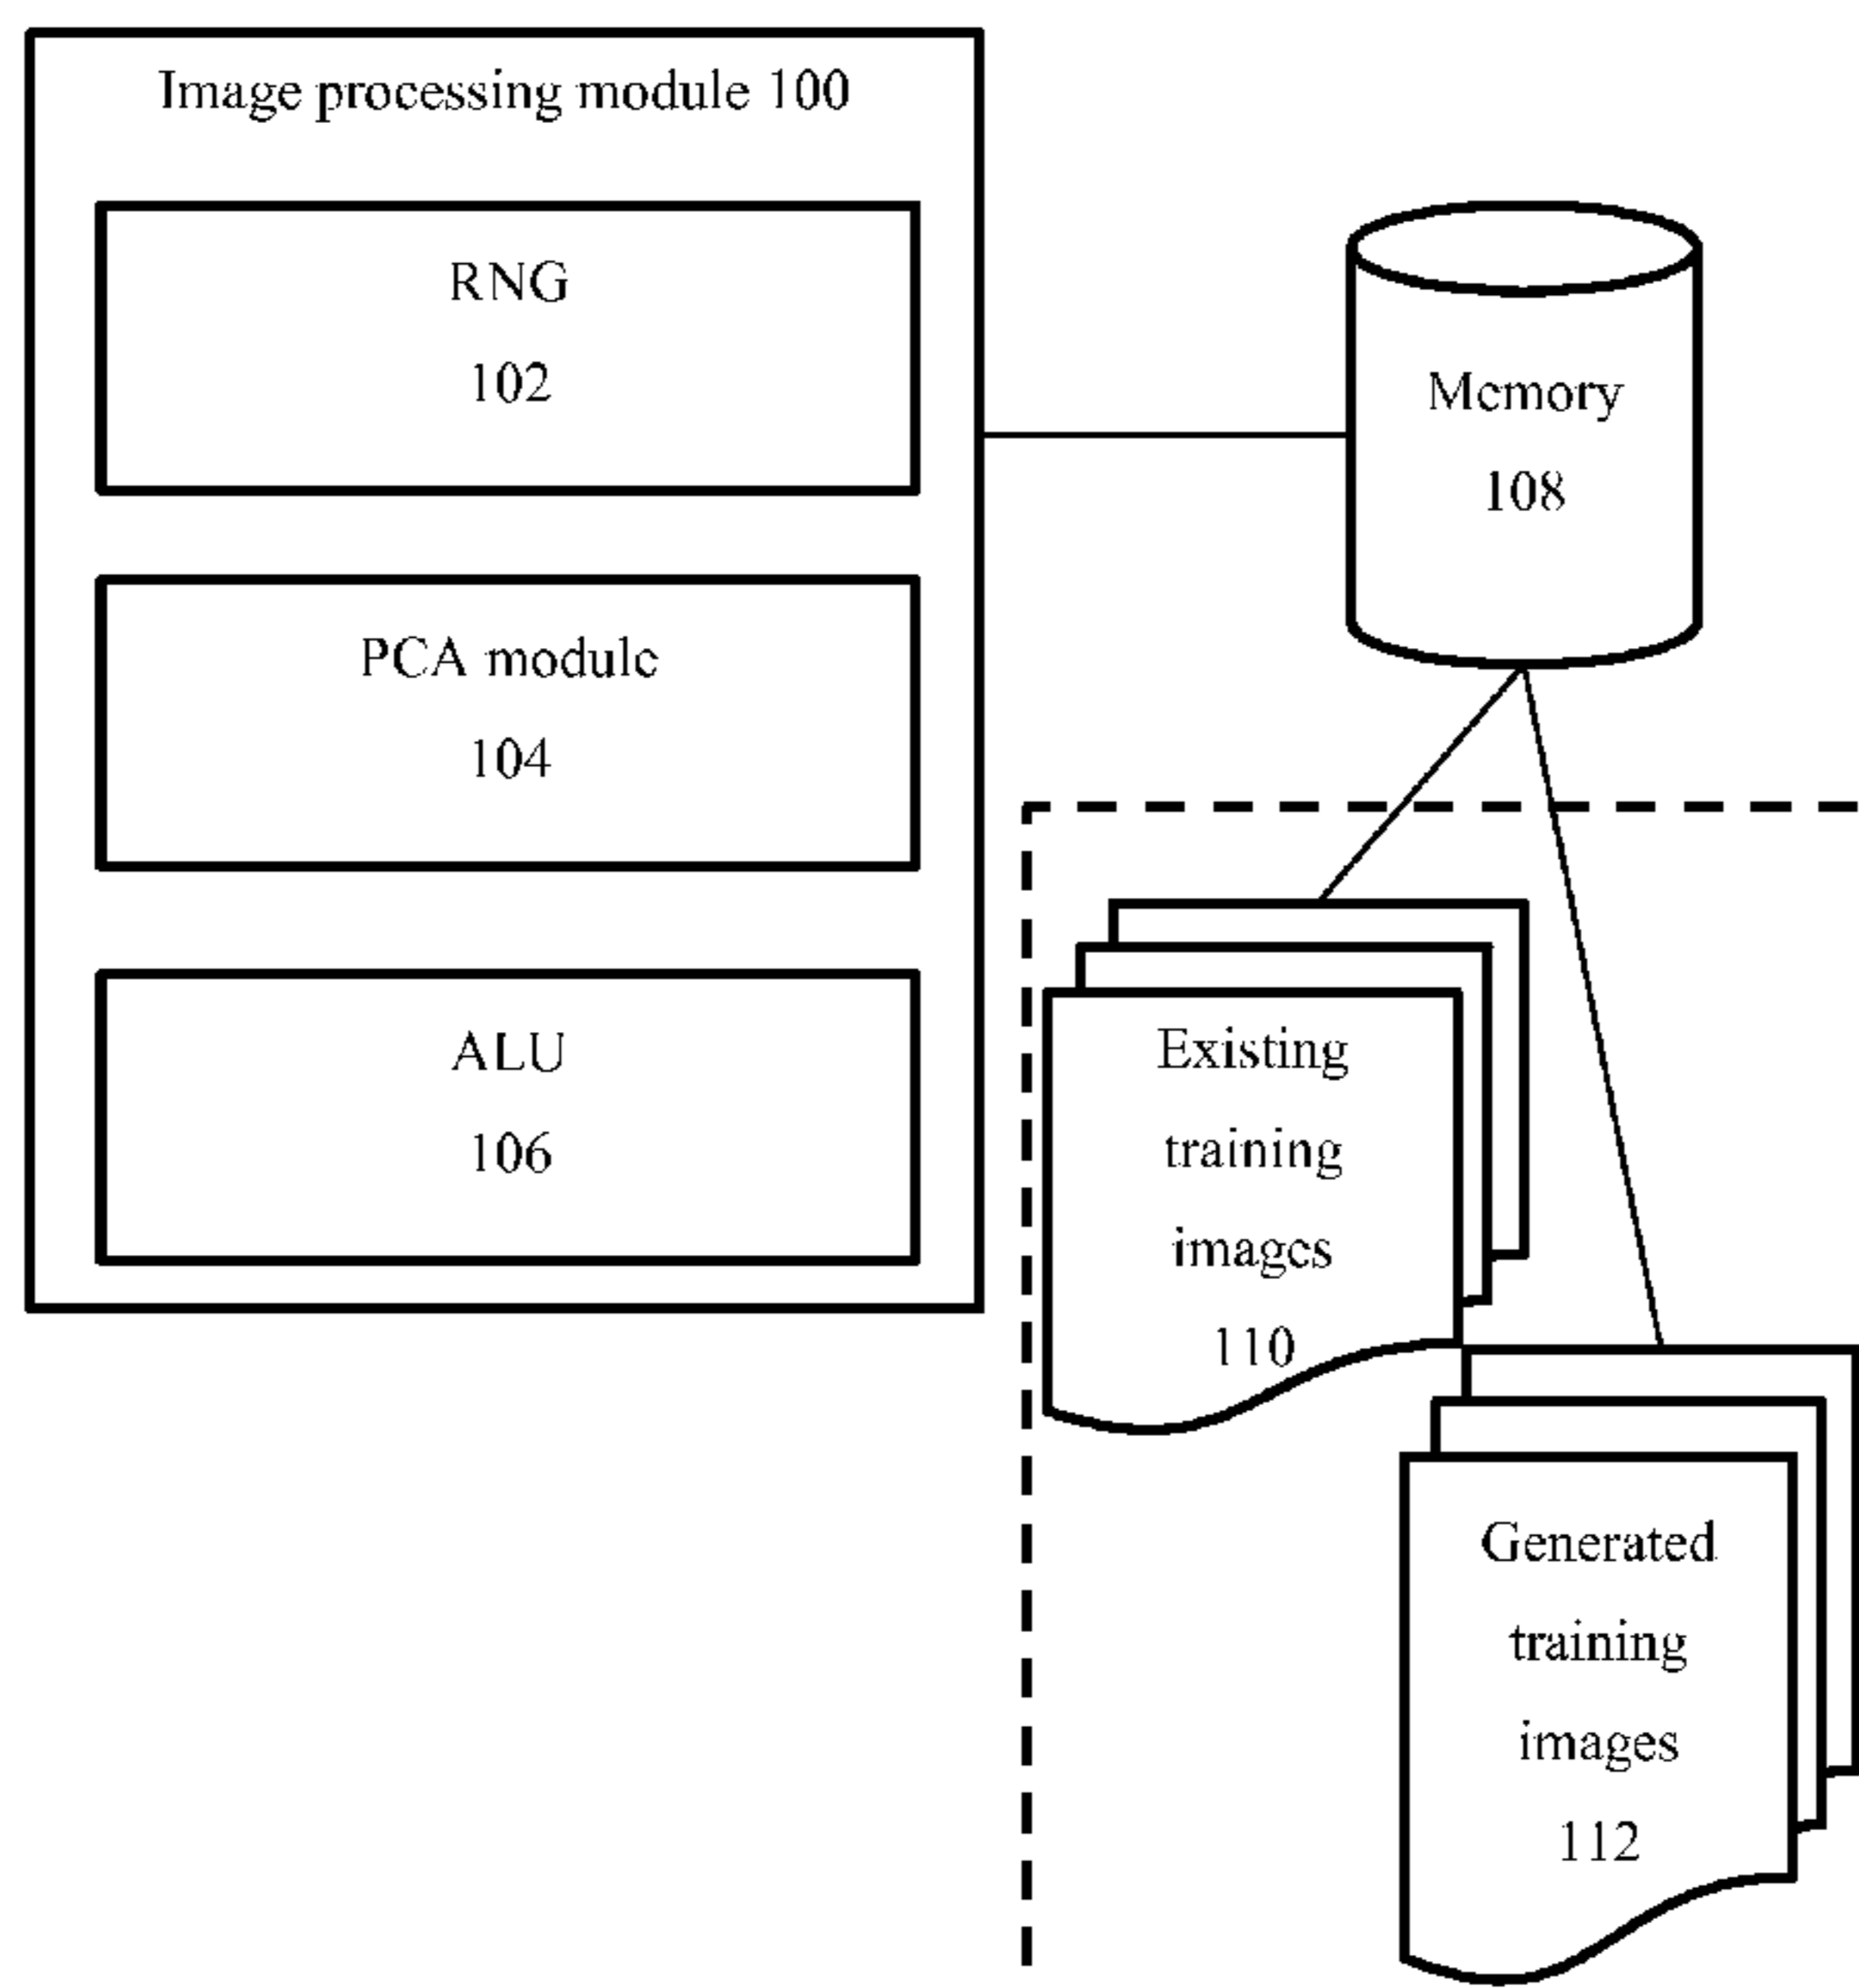 Image processing module 100
RNG
102
PCA module
104
ALU
106
Memory
108
Existing
training
images
110
Generated
training
images
112